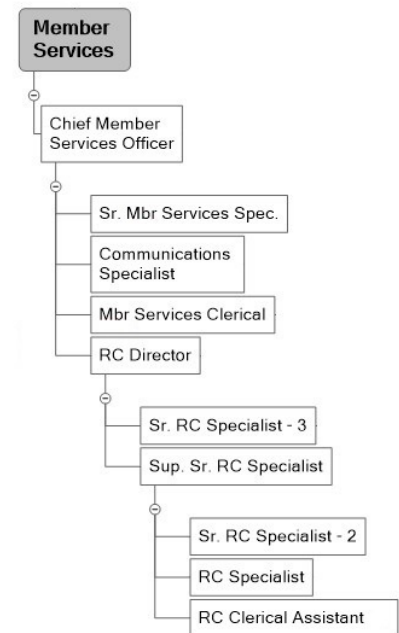 Member
Services
Chief Member
Services Officer
Sr. Mbr Services Spec.
Communications
Specialist
Mbr Services Clerical
RC Director
Sr. RC Specialist - 3
Sup. Sr. RC Specialist
Sr. RC Specialist - 2
RC Specialist
RC Clerical Assistant